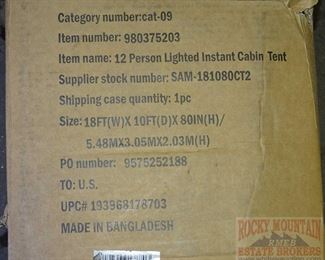 Category number:cat-09
Item number: 980375203
Item name: 12 Person Lighted Instant Cabin Tent
Supplier stock number: SAM-181080CT2
Shipping case quantity: 1pc
Size: 18FT(W)X 10FT(D)X 80IN(H)/
5.48MX3.05MX2.03M(H)
PO number: 9575252188
TO: U.S.
UPC# 193968178703
MADE IN BANGLADESH
ROCKY MOUNTAIN
RMEB
ESTATE BROKERS